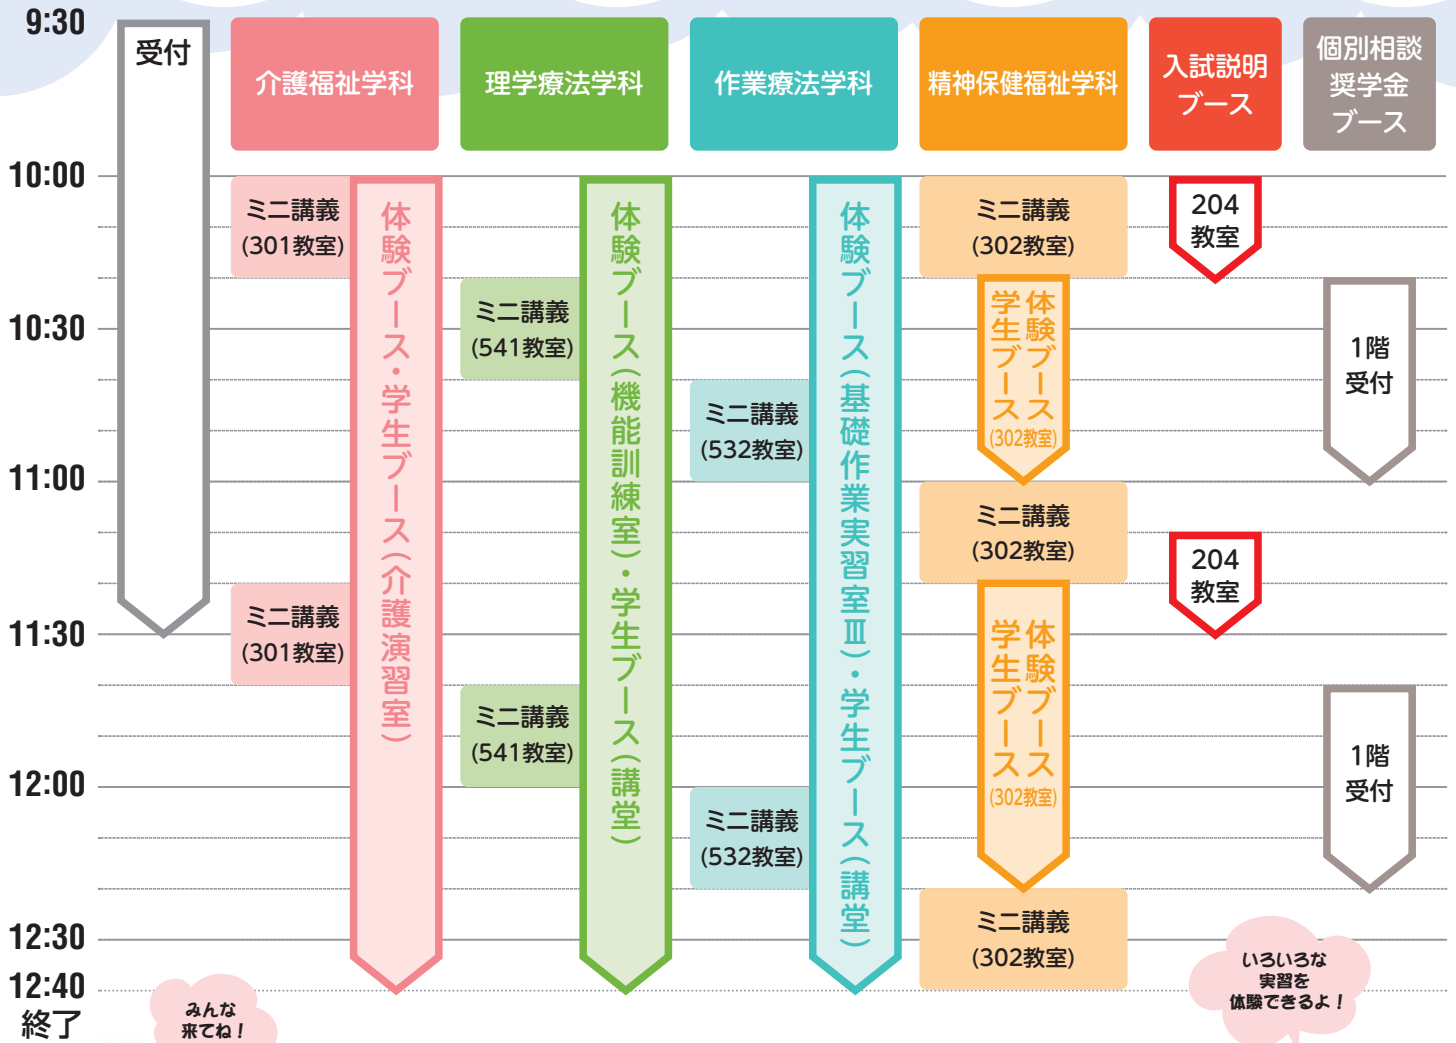 9:30
受付
介護福祉学科
理学療法学科
作業療法学科
精神保健福祉学科
入試説明
ブース
個別相談
奨学金
ブース
10:00
ミニ講義
(301教室)
体験ブース・学生ブース(介護演習室)
体験ブース(機能訓練室)・学生ブース(講堂)
体験ブース(基礎作業実習室Ⅲ)・学生ブース(講堂)
ミニ講義
(302教室)
204
教室
ミニ講義
(541教室)
体験ブース
学生ブース
(302教室)
10:30
1階
受付
ミニ講義
(532教室)
11:00
ミニ講義
(302教室)
204
教室
ミニ講義
(301教室)
体験ブース
学生ブース
(302教室)
11:30
ミニ講義
(541教室)
1階
受付
12:00
ミニ講義
(532教室)
ミニ講義
(302教室)
12:30
12:40
終了
みんな
来てね!
いろいろな
実習を
体験できるよ!